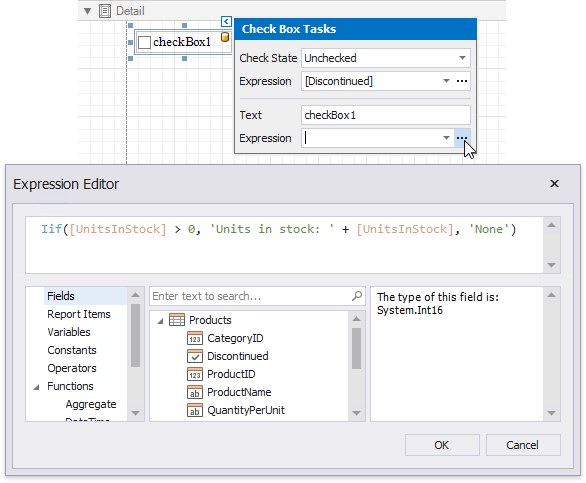 Detail
checkBox1
Check Box Tasks
Check State Unchecked
Expression [Discontinued]
Text checkBox1
Expression
Expression Editor
Iif([UnitsInStock] > 0, 'Units in stock: ' + [UnitsInStock], 'None')
Fields
Report Items
Variables
Constants
Operators
Functions
Aggregate
DateTime
Enter text to search...
Products
123 CategoryID
Discontinued
123 ProductID
ab ProductName
ab QuantityPerUnit
The type of this field is:
System.Int16
OK Cancel